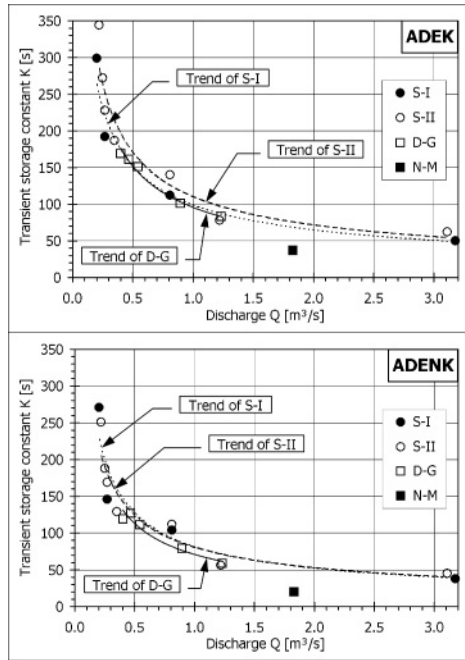 ADEK
Transient storage constant K [s]
350
300
250
200
150
100
50
0
Trend of S-I
Trend of S-II
Trend of D-G
S-I
S-II
D-G
N-M
0.0 0.5 1.0 1.5 2.0 2.5 3.0
Discharge Q [m³/s]
ADENK
Transient storage constant K [s]
350
300
250
200
150
100
50
0
Trend of S-I
Trend of S-II
Trend of D-G
S-I
S-II
D-G
N-M
0.0 0.5 1.0 1.5 2.0 2.5 3.0
Discharge Q [m³/s]